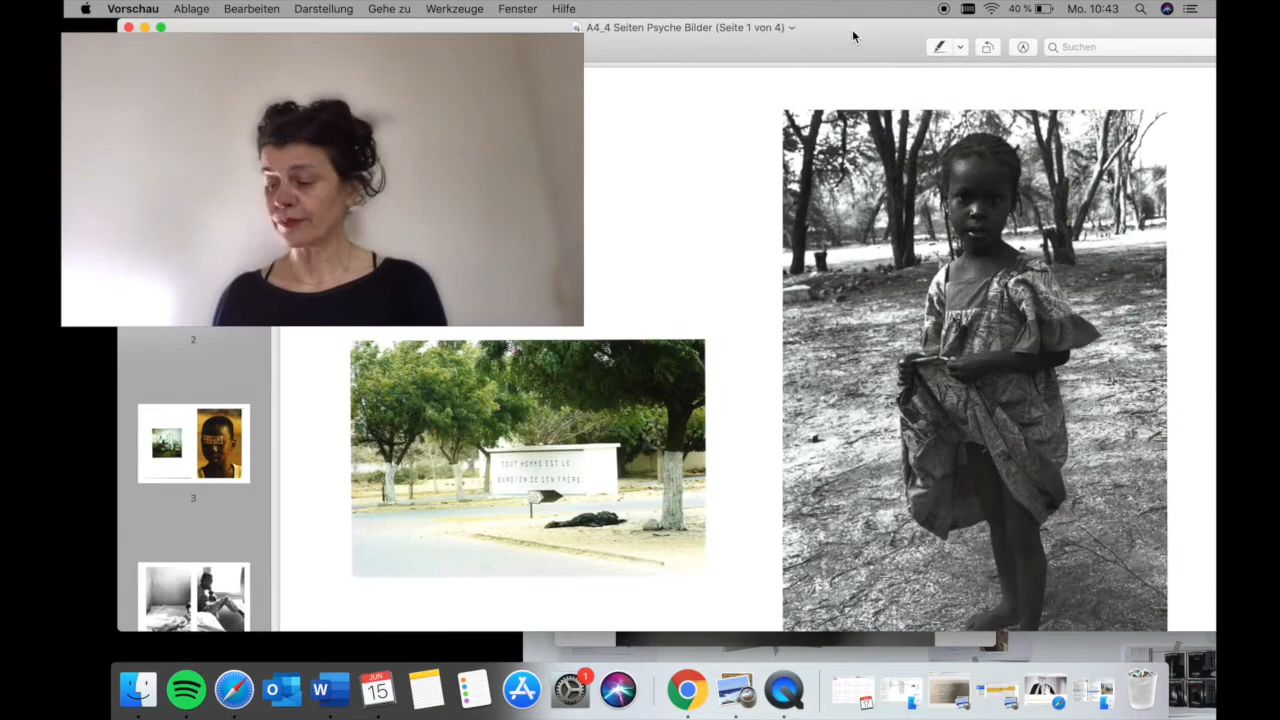 Vorschau Ablage Bearbeiten Darstellung Gehe zu Werkzeuge Fenster Hilfe 40 % Mo. 10:43
A4_4 Seiten Psyche Bilder (Seite 1 von 4)
Suchen
TOUT HOMME EST LE
GARDIEN DE SON FRÈRE
2
3
JUN
15
1